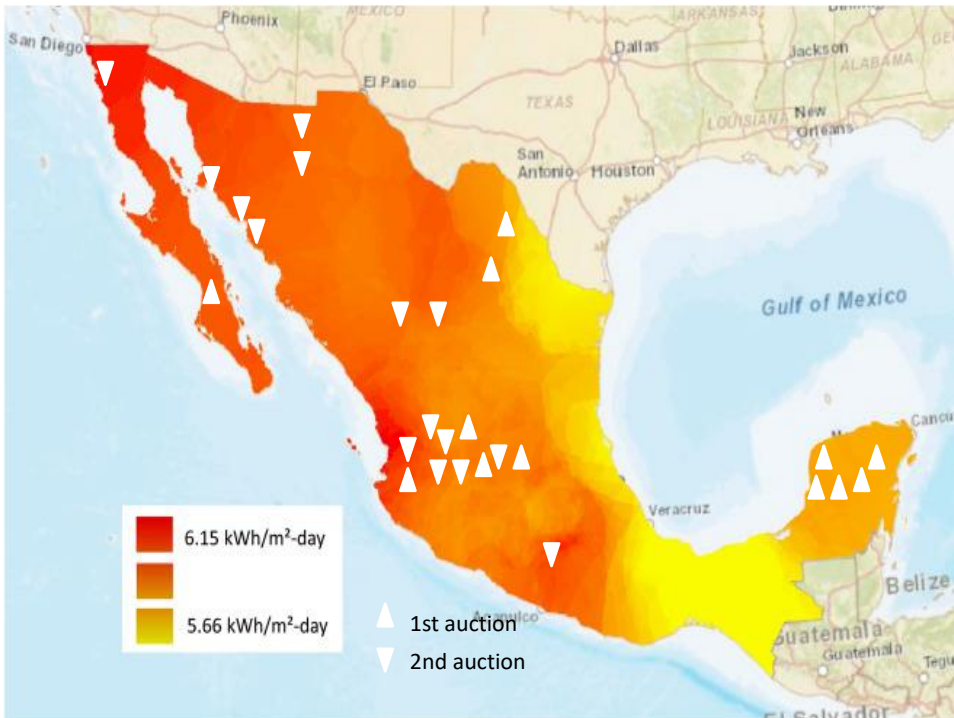 MEXICO
ARKANSAS
Phoenix
San Diego
Dallas
Jackson
ALABAMA
El Paso
TEXAS
LOUISIANA
New
Orleans
San
Antonio
Houston
Gulf of Mexico
Cancu
Veracruz
6.15 kWh/m²-day
5.66 kWh/m²-day
Acapulco
1st auction
2nd auction
Belize
Guatemala
Guatemala
Tegu
El Salvador